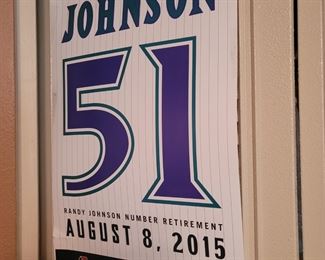 JOHNSON
51
RANDY JOHNSON NUMBER RETIREMENT
AUGUST 8, 2015